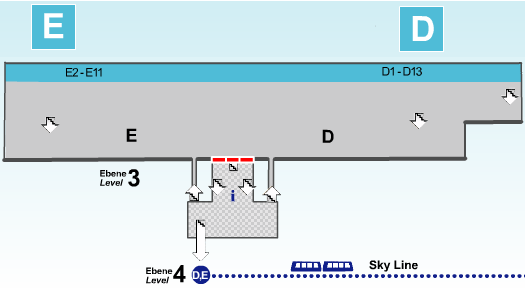 E
D
E2 - E11
D1 - D13
E
D
Ebene
Level 3
i
Ebene
Level 4
D,E
Sky Line